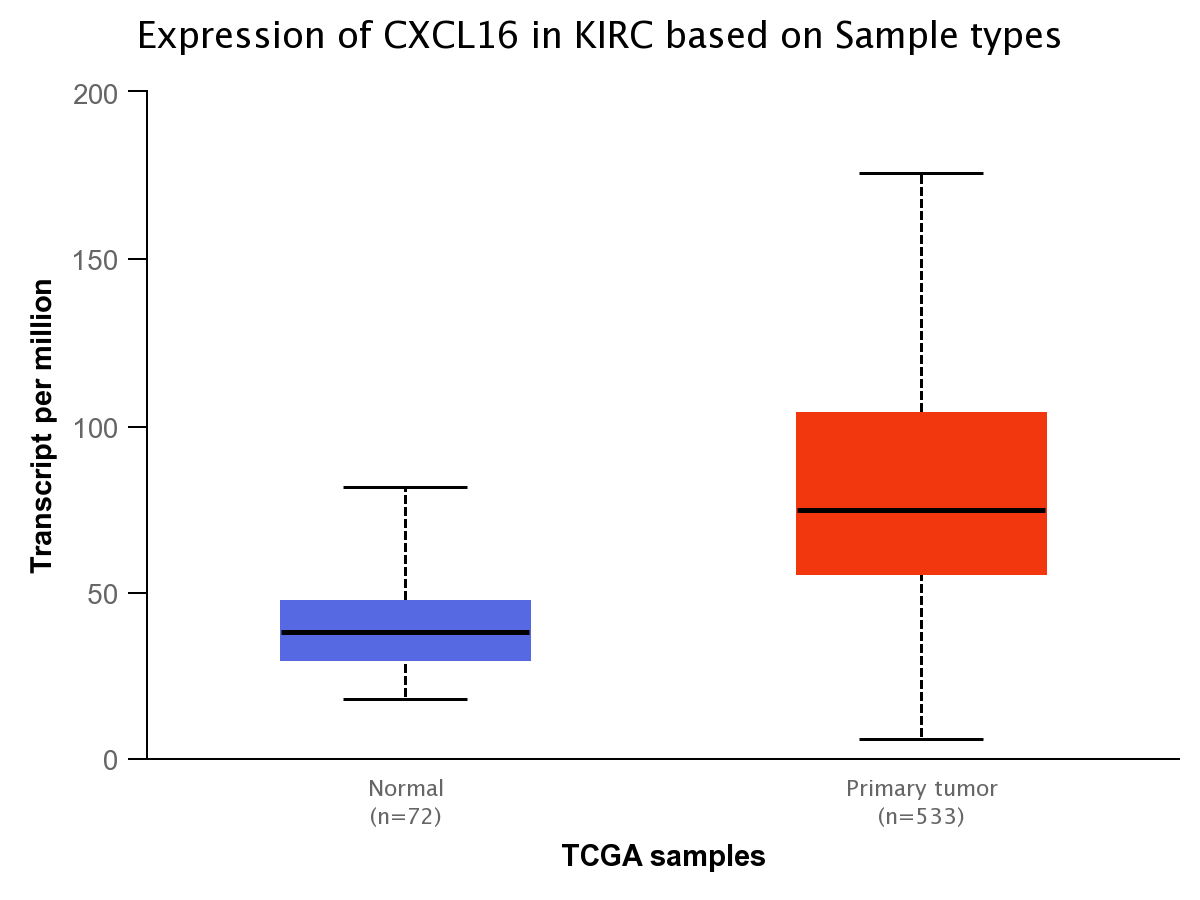 Expression of CXCL16 in KIRC based on Sample types
200
150
100
50
0
Transcript per million
Normal
(n=72)
Primary tumor
(n=533)
TCGA samples